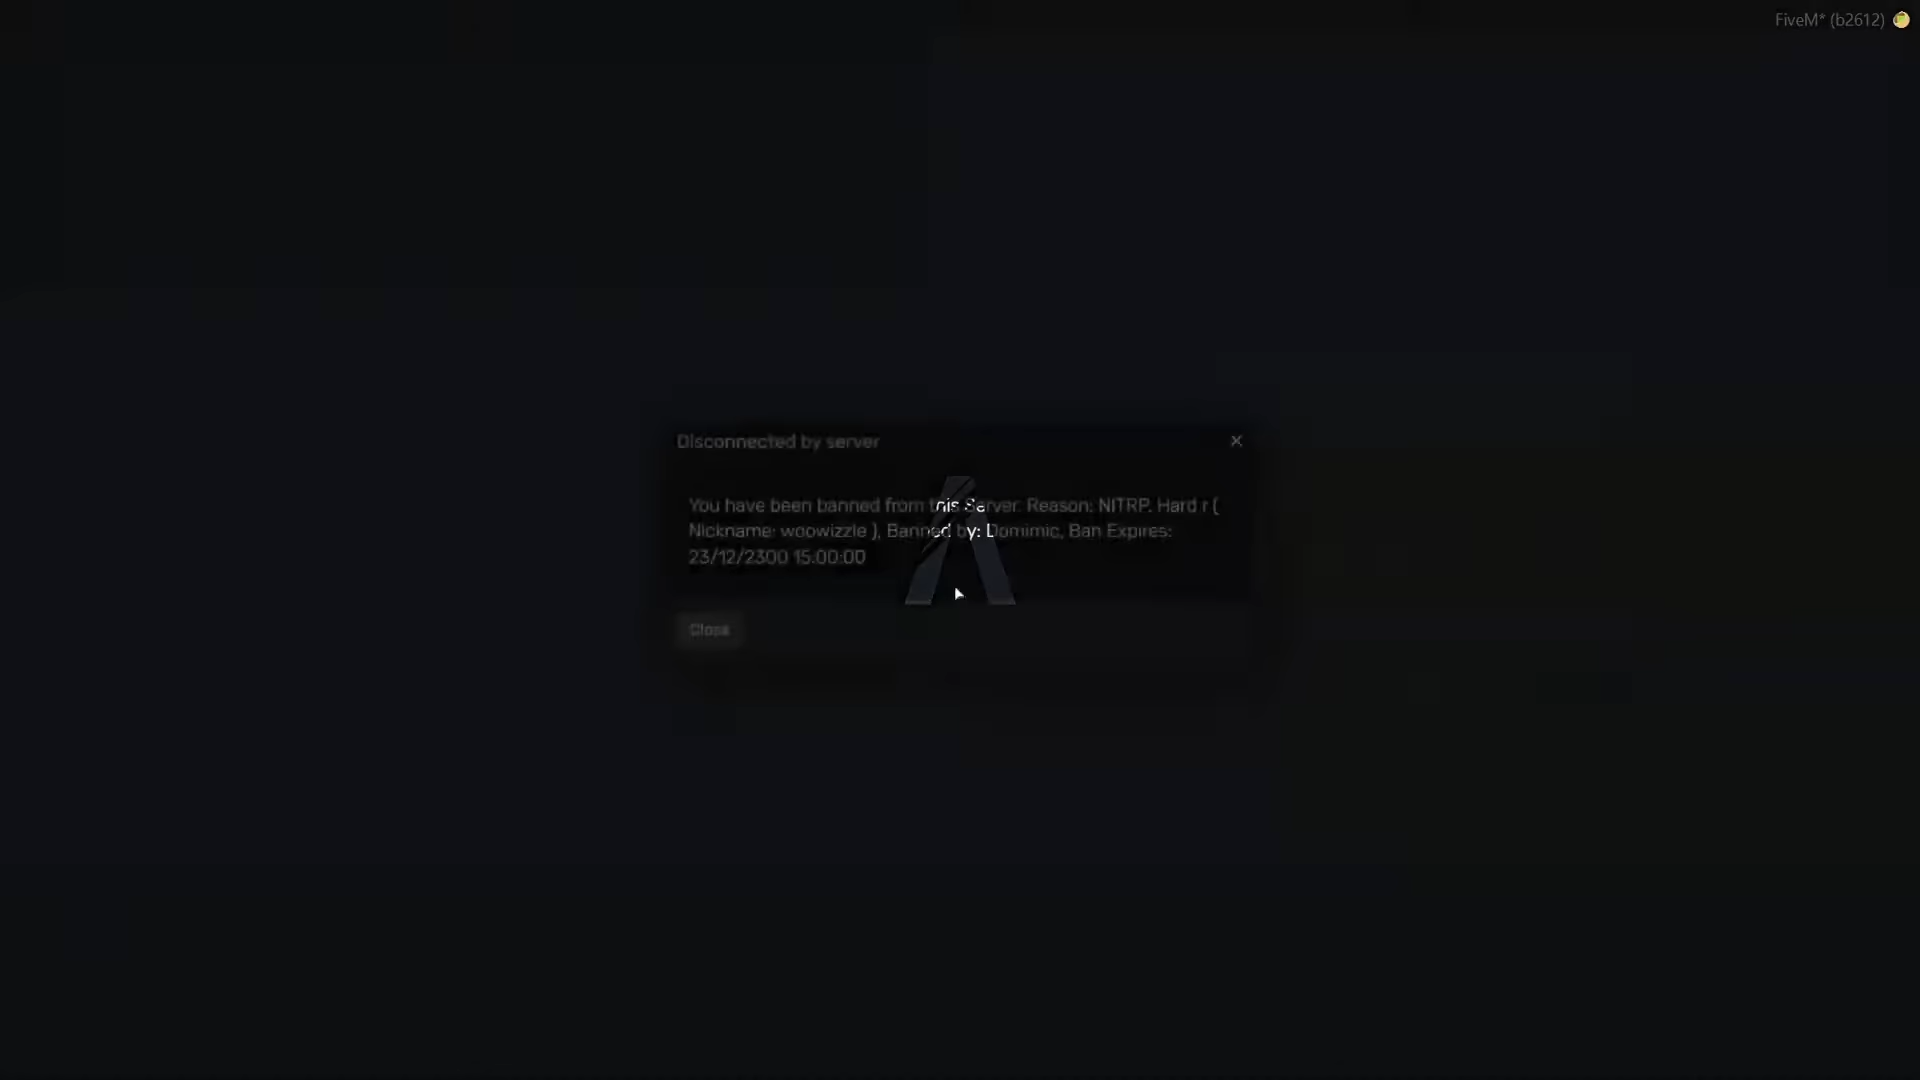 FiveM* (b2612)
Disconnected by server
You have been banned from this Server. Reason: NITRP. Hard r (
Nickname: woowizzle ), Banned by: Domimic, Ban Expires:
23/12/2300 15:00:00
Close